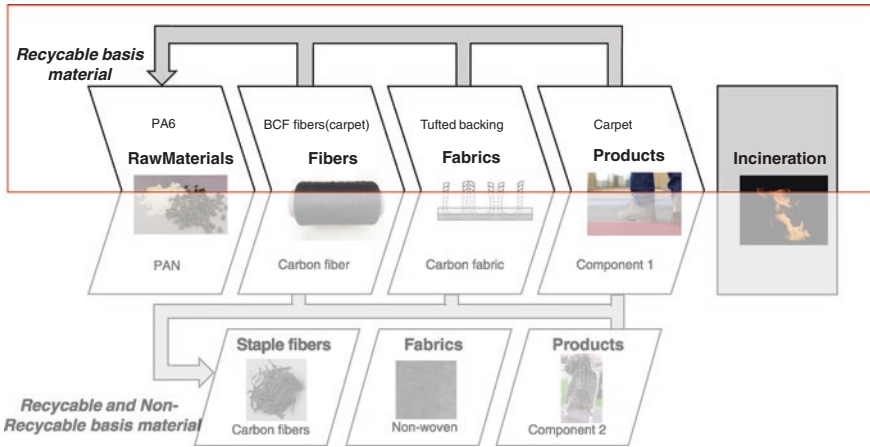 Recycable basis
material
PA6
BCF fibers(carpet)
Tufted backing
Carpet
RawMaterials
Fibers
Fabrics
Products
Incineration
PAN
Carbon fiber
Carbon fabric
Component 1
Staple fibers
Fabrics
Products
Recycable and Non-
Recycable basis material
Carbon fibers
Non-woven
Component 2